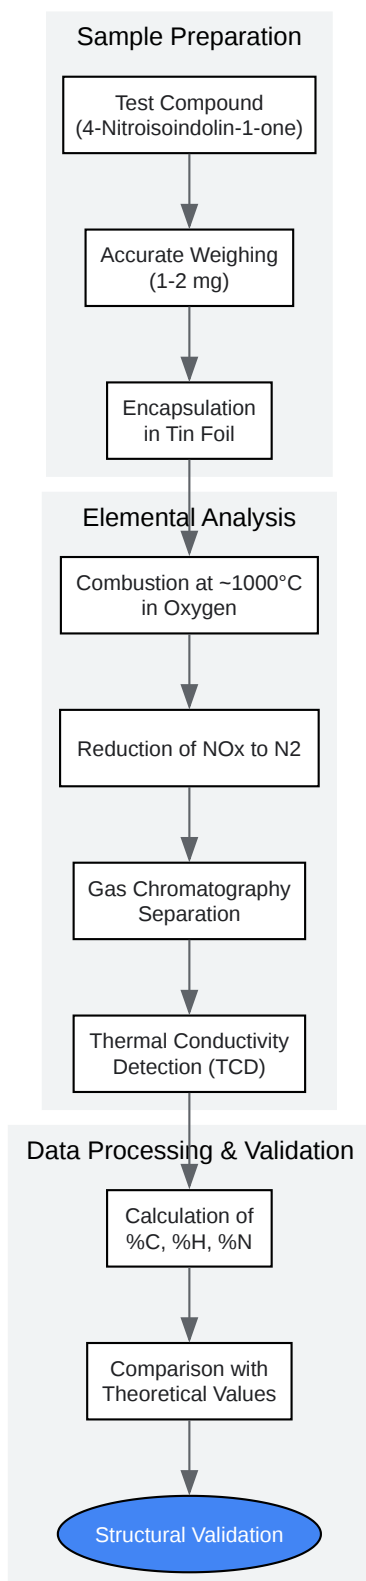 Sample Preparation
Test Compound
(4-Nitroisoindolin-1-one)
Accurate Weighing
(1-2 mg)
Encapsulation
in Tin Foil
Elemental Analysis
Combustion at ~1000°C
in Oxygen
Reduction of NOx to N2
Gas Chromatography
Separation
Thermal Conductivity
Detection (TCD)
Data Processing & Validation
Calculation of
%C, %H, %N
Comparison with
Theoretical Values
Structural Validation